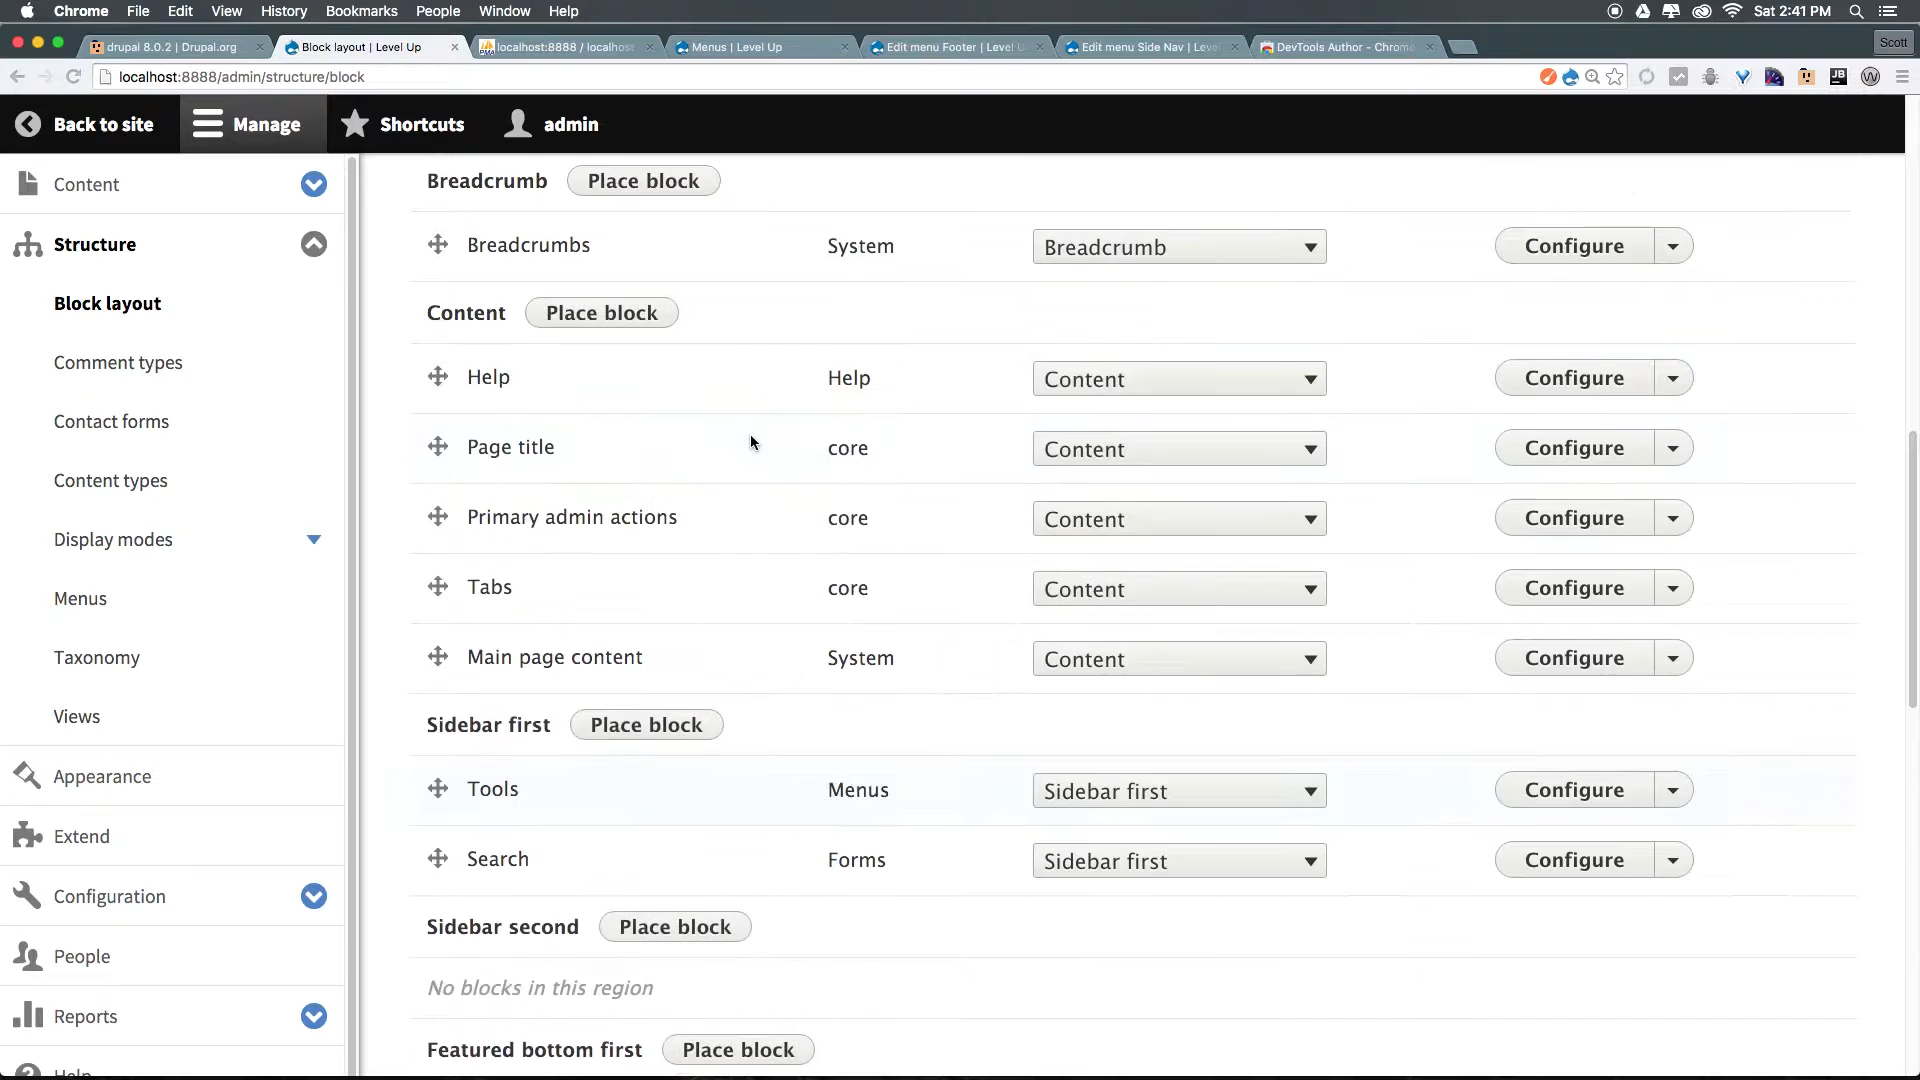 Chrome File Edit View History Bookmarks People Window Help Sat 2:41 PM
drupal 8.0.2 | Drupal.org Block layout | Level Up localhost:8888 / localhost Menus | Level Up Edit menu Footer | Level U Edit menu Side Nav | Leve DevTools Author - Chrom Scott
localhost:8888/admin/structure/block JB W
Back to site Manage Shortcuts admin
Content
Structure
Block layout
Comment types
Contact forms
Content types
Display modes
Menus
Taxonomy
Views
Appearance
Extend
Configuration
People
Reports
Help
Breadcrumb Place block
Breadcrumbs System Breadcrumb Configure
Content Place block
Help Help Content Configure
Page title core Content Configure
Primary admin actions core Content Configure
Tabs core Content Configure
Main page content System Content Configure
Sidebar first Place block
Tools Menus Sidebar first Configure
Search Forms Sidebar first Configure
Sidebar second Place block
No blocks in this region
Featured bottom first Place block